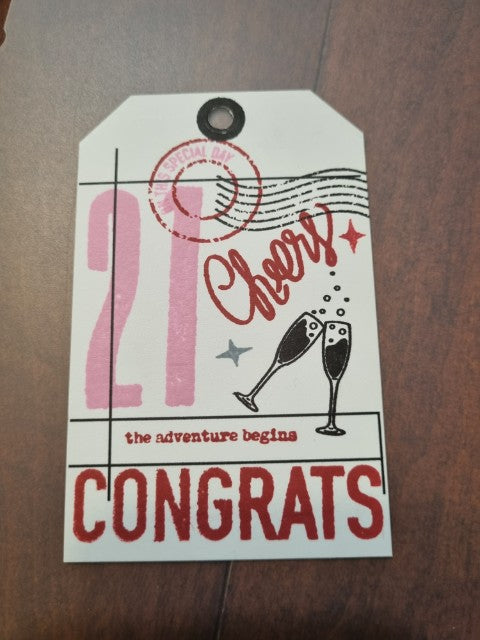 THIS SPECIAL DAY
21
Cheers
the adventure begins
CONGRATS